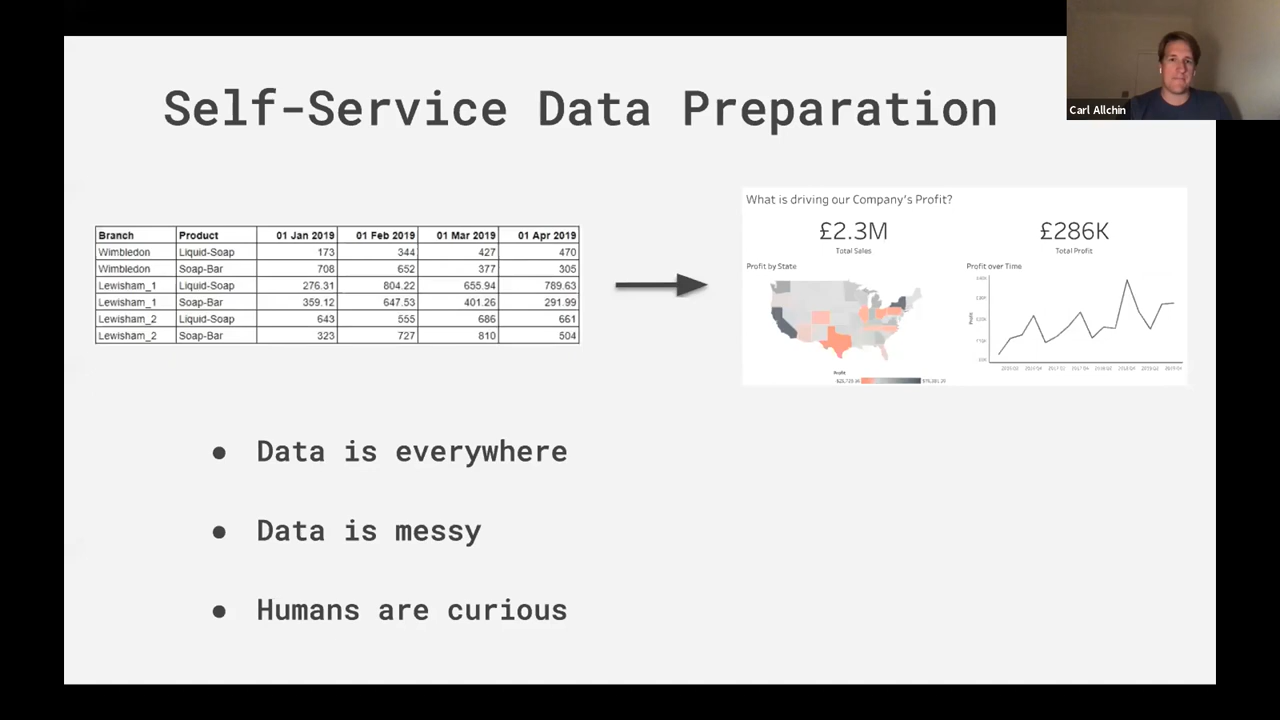 Carl Allchin
Self-Service Data Preparation
Branch Product 01 Jan 2019 01 Feb 2019 01 Mar 2019 01 Apr 2019
Wimbledon Liquid-Soap 173 344 427 470
Wimbledon Soap-Bar 708 652 377 305
Lewisham_1 Liquid-Soap 276.31 804.22 655.94 789.63
Lewisham_1 Soap-Bar 359.12 647.53 401.26 291.99
Lewisham_2 Liquid-Soap 643 555 686 661
Lewisham_2 Soap-Bar 323 727 810 504
What is driving our Company's Profit?
£2.3M £286K
Total Sales Total Profit
Profit by State Profit over Time
Profit
Profit
● Data is everywhere
● Data is messy
● Humans are curious